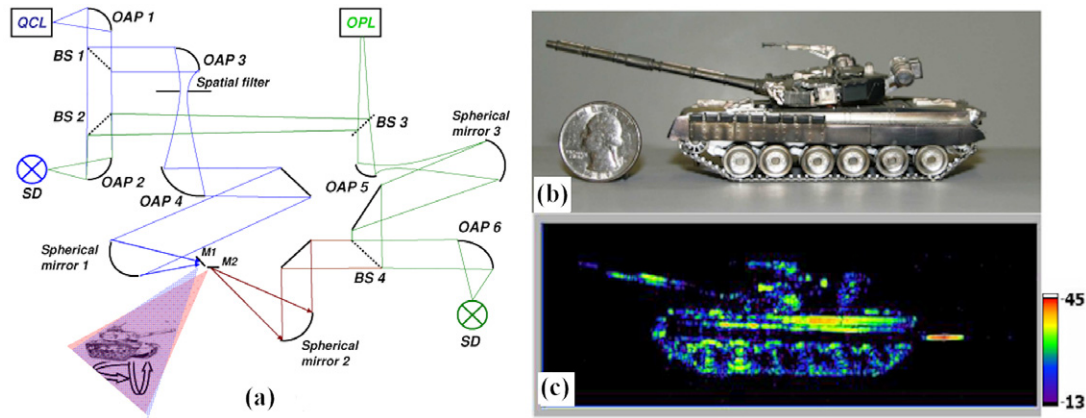 QCL
OAP 1
OPL
BS 1
OAP 3
Spatial filter
BS 2
BS 3
Spherical
mirror 3
OAP 2
SD
OAP 4
OAP 5
OAP 6
Spherical
mirror 1
M1
M2
BS 4
Spherical
mirror 2
SD
(a)
(b)
(c)
-45
-13